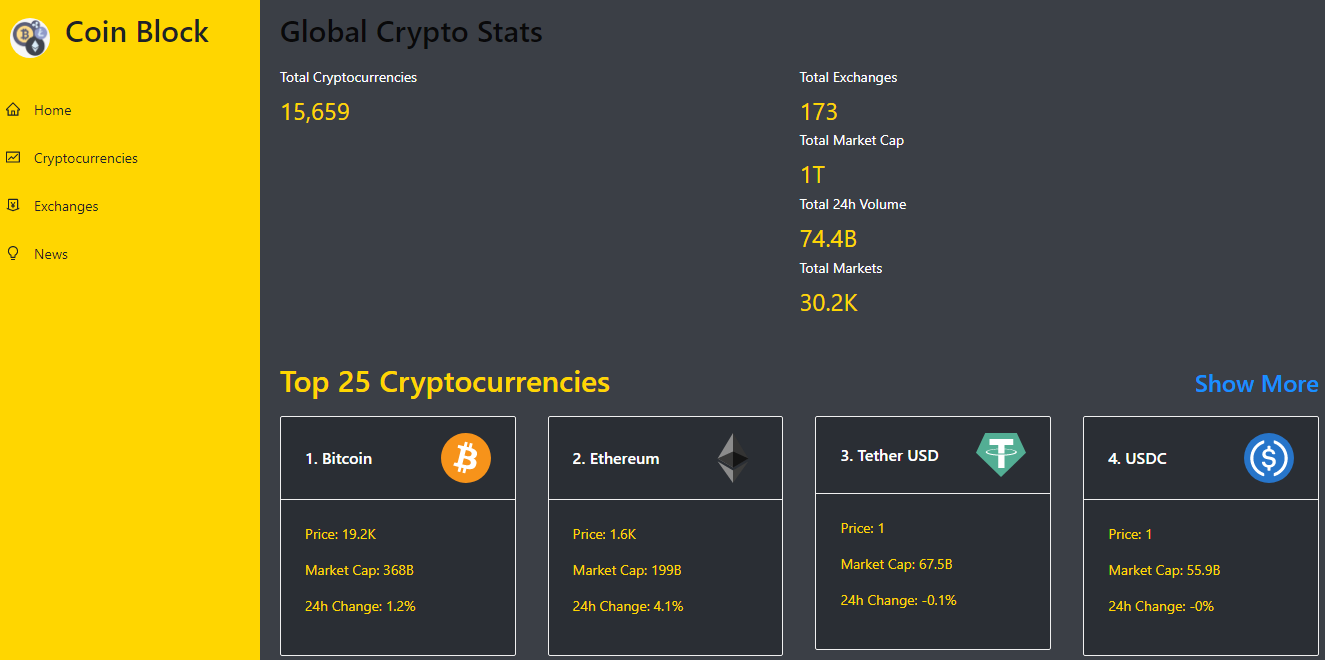 Coin Block
Home
Cryptocurrencies
Exchanges
News
Global Crypto Stats
Total Cryptocurrencies
15,659
Total Exchanges
173
Total Market Cap
1T
Total 24h Volume
74.4B
Total Markets
30.2K
Top 25 Cryptocurrencies
Show More
1. Bitcoin
Price: 19.2K
Market Cap: 368B
24h Change: 1.2%
2. Ethereum
Price: 1.6K
Market Cap: 199B
24h Change: 4.1%
3. Tether USD
Price: 1
Market Cap: 67.5B
24h Change: -0.1%
4. USDC
Price: 1
Market Cap: 55.9B
24h Change: -0%